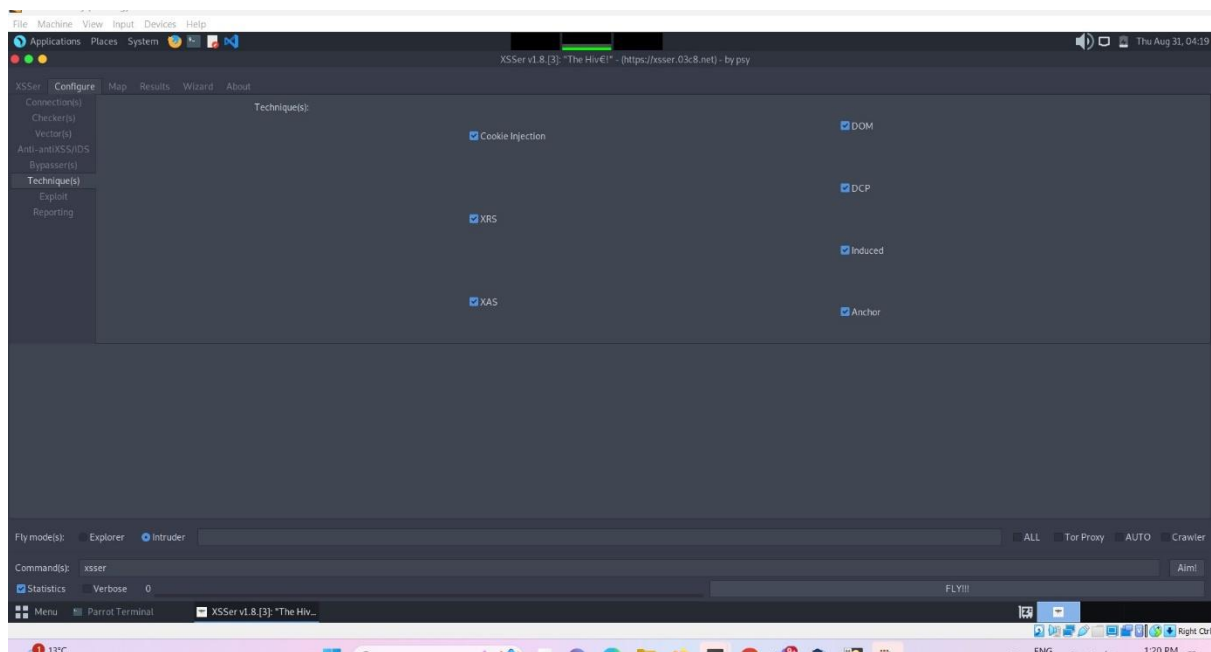 File Machine View Input Devices Help
Applications Places System Thu Aug 31, 04:19
XSSer v1.8.[3]: "The Hiv€!" - (https://xsser.03c8.net) - by psy
XSSer Configure Map Results Wizard About
Connection(s)
Checker(s)
Vector(s)
Anti-antiXSS/IDS
Bypasser(s)
Technique(s)
Exploit
Reporting
Technique(s):
Cookie Injection
XRS
XAS
DOM
DCP
Induced
Anchor
Fly mode(s): Explorer Intruder ALL Tor Proxy AUTO Crawler
Command(s): xsser Aim!
Statistics Verbose 0 FLY!!!
Menu Parrot Terminal XSSer v1.8.[3]: "The Hiv...
Right Ctrl
1 13°C ENG 1:20 PM